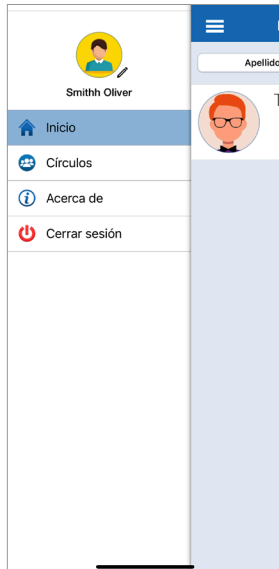 Smithh Oliver
Inicio
Círculos
Acerca de
Cerrar sesión
Apellido